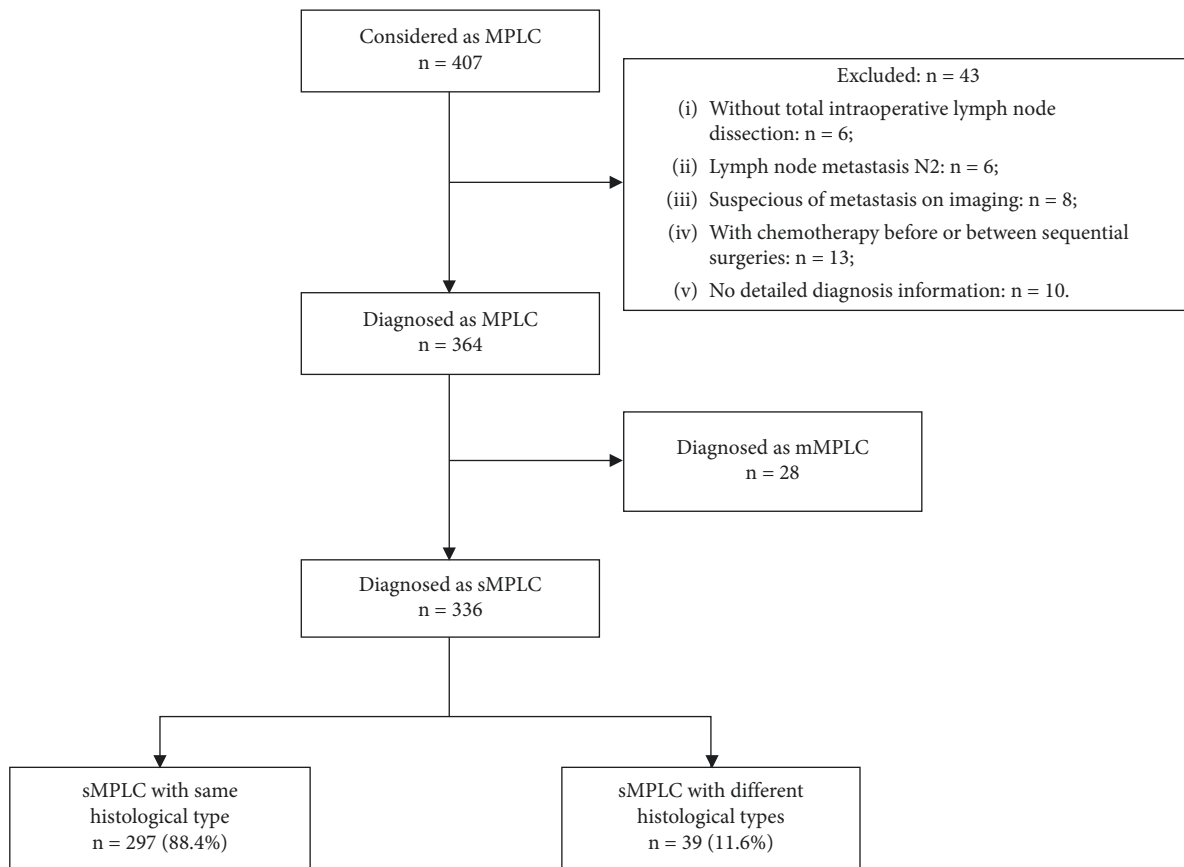 Considered as MPLC
n = 407
Excluded: n = 43
(i) Without total intraoperative lymph node
dissection: n = 6;
(ii) Lymph node metastasis N2: n = 6;
(iii) Suspecious of metastasis on imaging: n = 8;
(iv) With chemotherapy before or between sequential
surgeries: n = 13;
(v) No detailed diagnosis information: n = 10.
Diagnosed as MPLC
n = 364
Diagnosed as mMPLC
n = 28
Diagnosed as sMPLC
n = 336
sMPLC with same
histological type
n = 297 (88.4%)
sMPLC with different
histological types
n = 39 (11.6%)